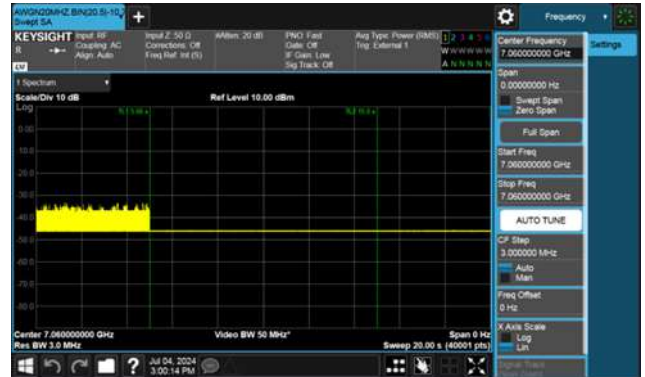 AWGN20MHZ.BIN(20.5)-10,
Swept SA
Frequency
KEYSIGHT
Input: RF
Coupling: AC
Align: Auto
Input Z: 50 Ω
Corrections: Off
Freq Ref: Int (S)
#Atten: 20 dB
PNO: Fast
Gate: Off
IF Gain: Low
Sig Track: Off
Avg Type: Power (RMS)
Trig: External 1
1 2 3 4 5 6
W W W W W W
A N N N N N
Center Frequency
7.060000000 GHz
Settings
Span
0.00000000 Hz
Swept Span
Zero Span
Full Span
Start Freq
7.060000000 GHz
Stop Freq
7.060000000 GHz
AUTO TUNE
CF Step
3.000000 MHz
Auto
Man
Freq Offset
0 Hz
X Axis Scale
Log
Lin
1 Spectrum
Scale/Div 10 dB
Ref Level 10.00 dBm
Log
0.00
-10.0
-20.0
-30.0
-40.0
-50.0
-60.0
-70.0
-80.0
Center 7.060000000 GHz
Video BW 50 MHz*
Span 0 Hz
Res BW 3.0 MHz
Sweep 20.00 s (40001 pts)
?
Jul 04, 2024
3:00:14 PM